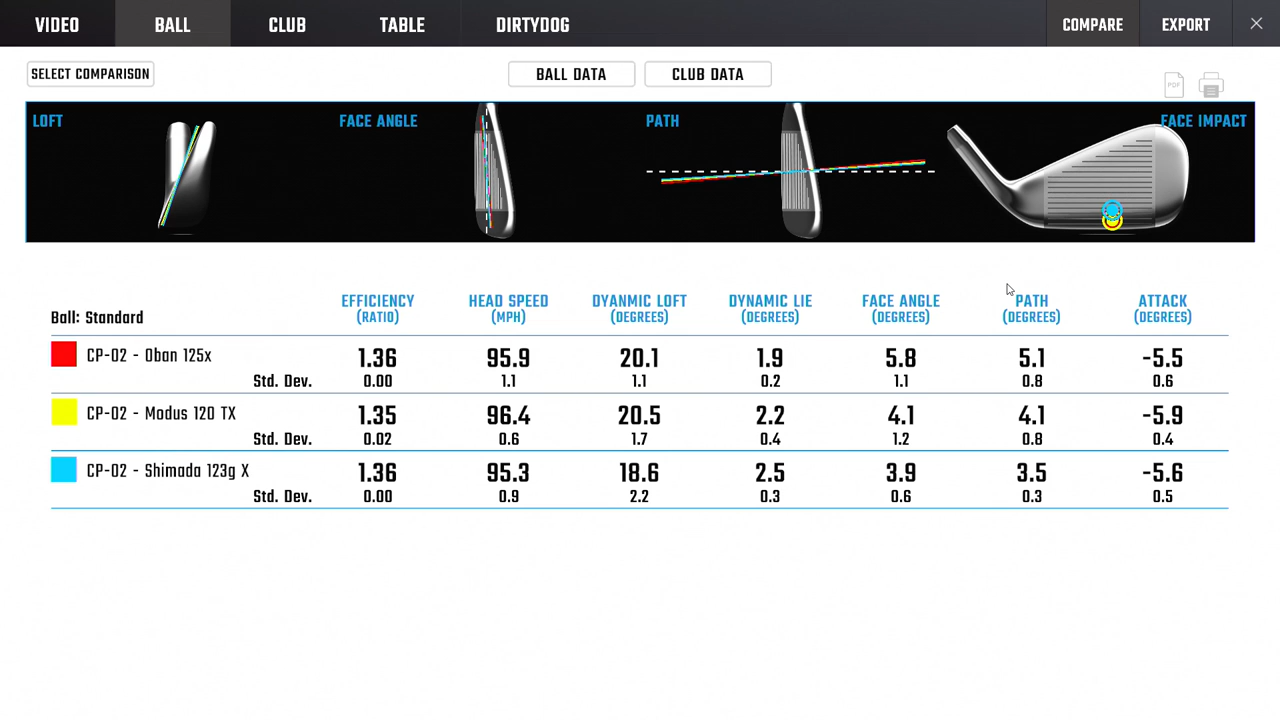 VIDEO BALL CLUB TABLE DIRTYDOG COMPARE EXPORT
SELECT COMPARISON BALL DATA CLUB DATA
PDF
LOFT FACE ANGLE PATH FACE IMPACT
EFFICIENCY HEAD SPEED DYANMIC LOFT DYNAMIC LIE FACE ANGLE PATH ATTACK
Ball: Standard (RATIO) (MPH) (DEGREES) (DEGREES) (DEGREES) (DEGREES) (DEGREES)
CP-02 - Oban 125x 1.36 95.9 20.1 1.9 5.8 5.1 -5.5
Std. Dev. 0.00 1.1 1.1 0.2 1.1 0.8 0.6
CP-02 - Modus 120 TX 1.35 96.4 20.5 2.2 4.1 4.1 -5.9
Std. Dev. 0.02 0.6 1.7 0.4 1.2 0.8 0.4
CP-02 - Shimada 123g X 1.36 95.3 18.6 2.5 3.9 3.5 -5.6
Std. Dev. 0.00 0.9 2.2 0.3 0.6 0.3 0.5